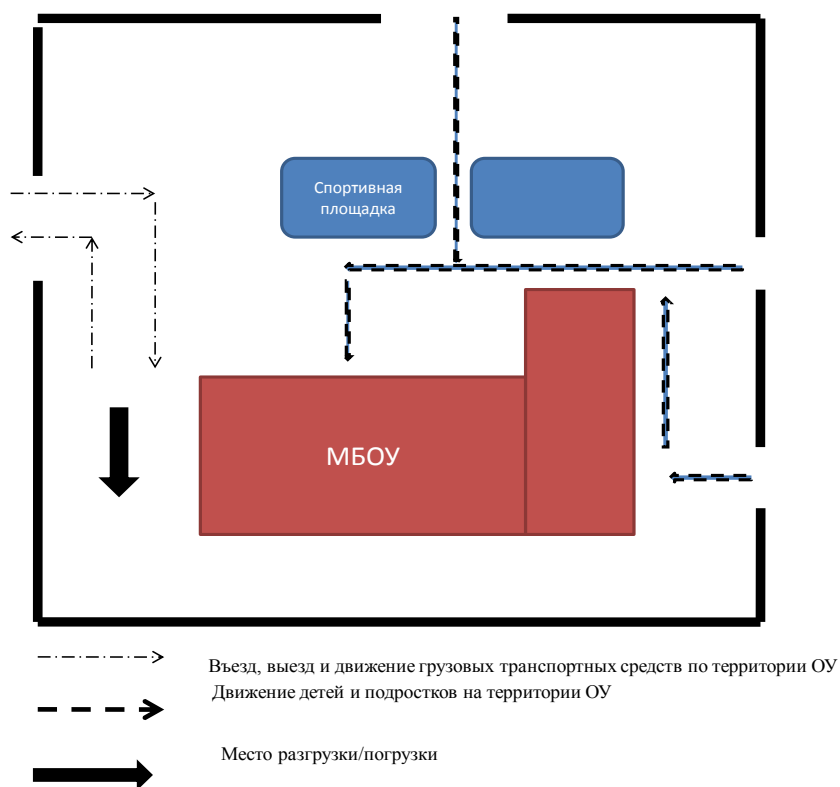 Спортивная
площадка
МБОУ
Въезд, выезд и движение грузовых транспортных средств по территории ОУ
Движение детей и подростков на территории ОУ
Место разгрузки/погрузки